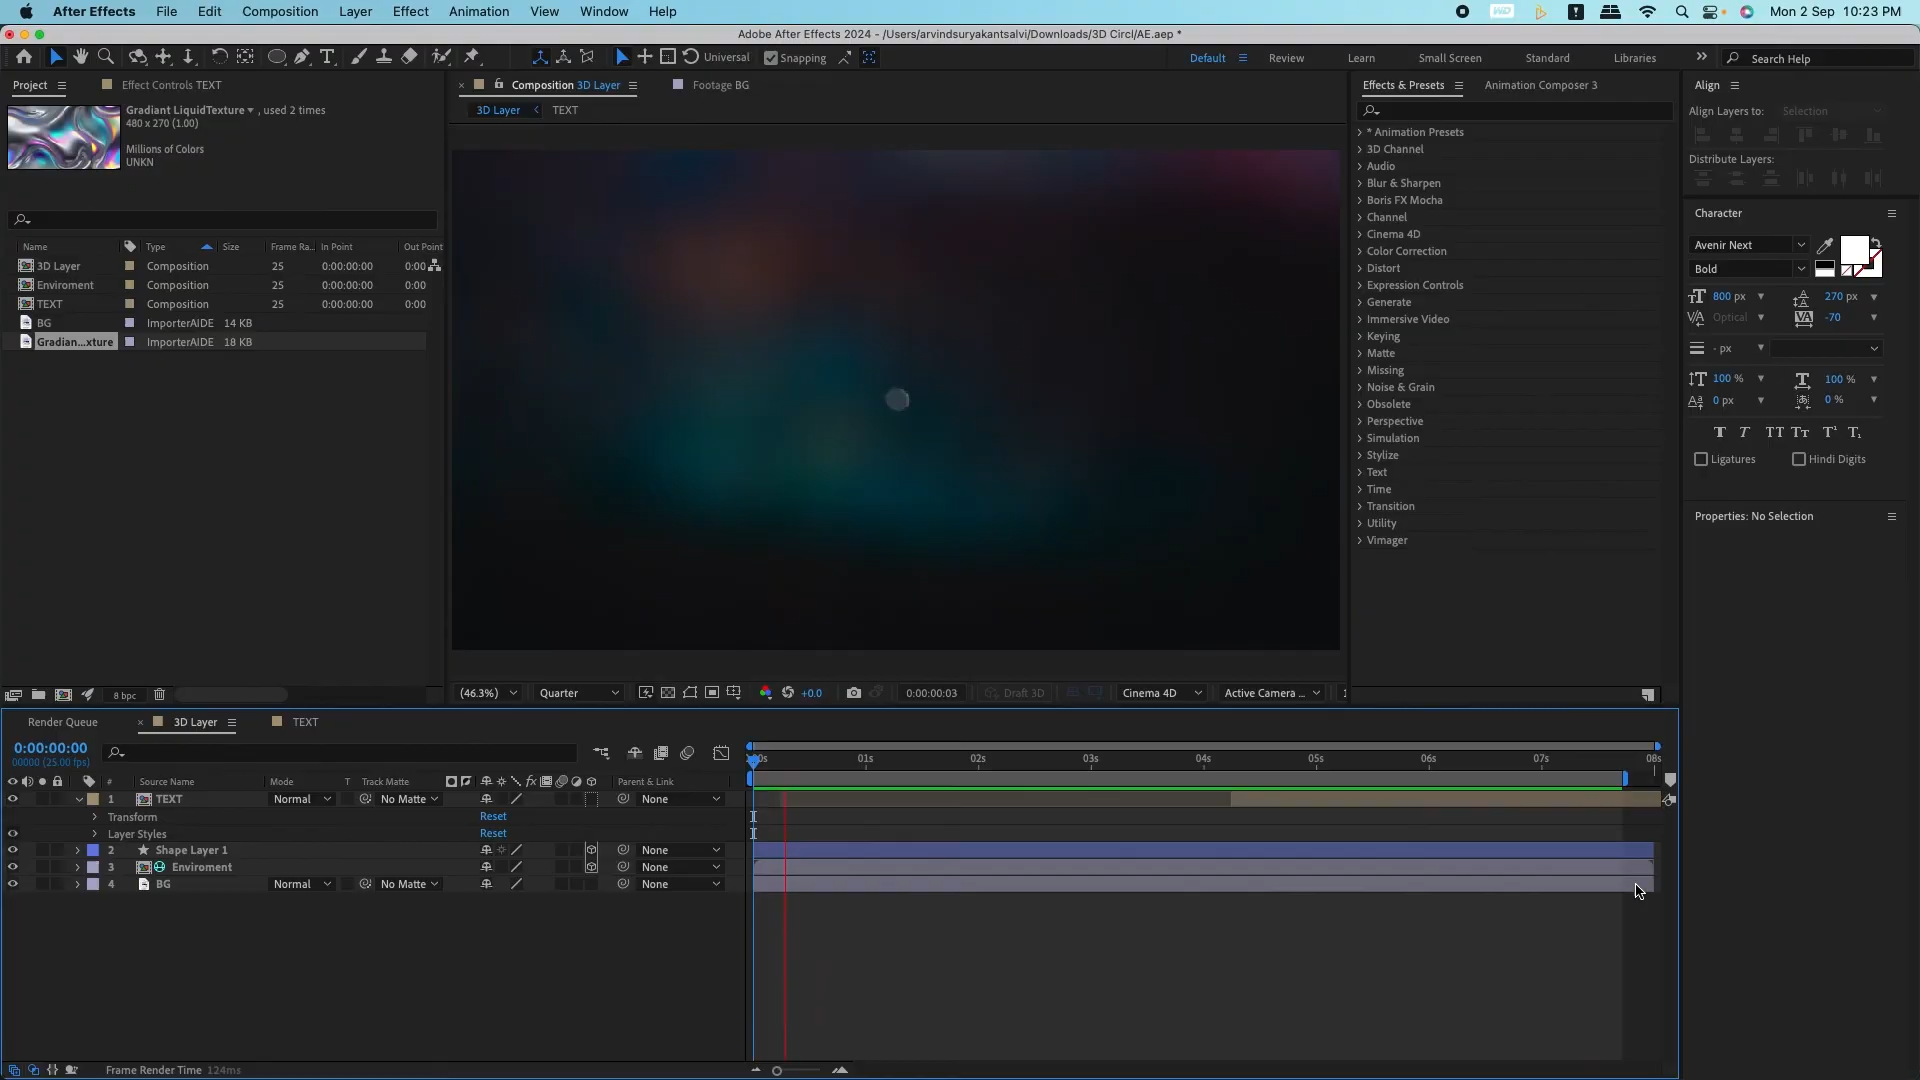 After Effects File Edit Composition Layer Effect Animation View Window Help Mon 2 Sep 10:23 PM
Adobe After Effects 2024 - /Users/arvindsuryakantsalvi/Downloads/3D Circl/AE.aep *
Universal Snapping Default Review Learn Small Screen Standard Libraries Search Help
Project Effect Controls TEXT
Gradiant LiquidTexture , used 2 times
480 x 270 (1.00)
Millions of Colors
UNKN
Name Type Size Frame Ra... In Point Out Point
3D Layer Composition 25 0:00:00:00 0:00
Enviroment Composition 25 0:00:00:00 0:00
TEXT Composition 25 0:00:00:00 0:00
BG ImporterAIDE 14 KB
Gradian...xture ImporterAIDE 18 KB
8 bpc
Composition 3D Layer Footage BG
3D Layer TEXT
(46.3%) Quarter +0.0 0:00:00:03 Draft 3D Cinema 4D Active Camera ... 1
Effects & Presets Animation Composer 3
* Animation Presets
3D Channel
Audio
Blur & Sharpen
Boris FX Mocha
Channel
Cinema 4D
Color Correction
Distort
Expression Controls
Generate
Immersive Video
Keying
Matte
Missing
Noise & Grain
Obsolete
Perspective
Simulation
Stylize
Text
Time
Transition
Utility
Vimager
Align
Align Layers to: Selection
Distribute Layers:
Character
Avenir Next
Bold
800 px 270 px
Optical -70
- px
100 % 100 %
0 px 0 %
Ligatures Hindi Digits
Properties: No Selection
Render Queue 3D Layer TEXT
0:00:00:00
00000 (25.00 fps)
01s 02s 03s 04s 05s 06s 07s 08s
# Source Name Mode T Track Matte Parent & Link
1 TEXT Normal No Matte None
Transform Reset
Layer Styles Reset
2 Shape Layer 1 None
3 Enviroment None
4 BG Normal No Matte None
Frame Render Time 124ms